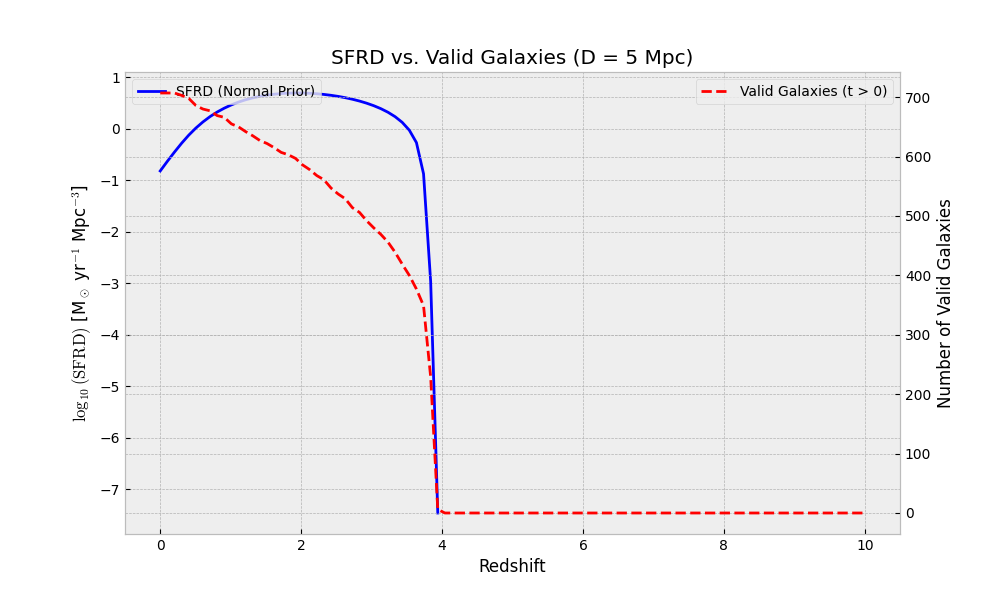 SFRD vs. Valid Galaxies (D = 5 Mpc)
SFRD (Normal Prior)
Valid Galaxies (t > 0)
1
0
−1
−2
−3
−4
−5
−6
−7
log₁₀ (SFRD) [M☉ yr⁻¹ Mpc⁻³]
700
600
500
400
300
200
100
0
Number of Valid Galaxies
0 2 4 6 8 10
Redshift